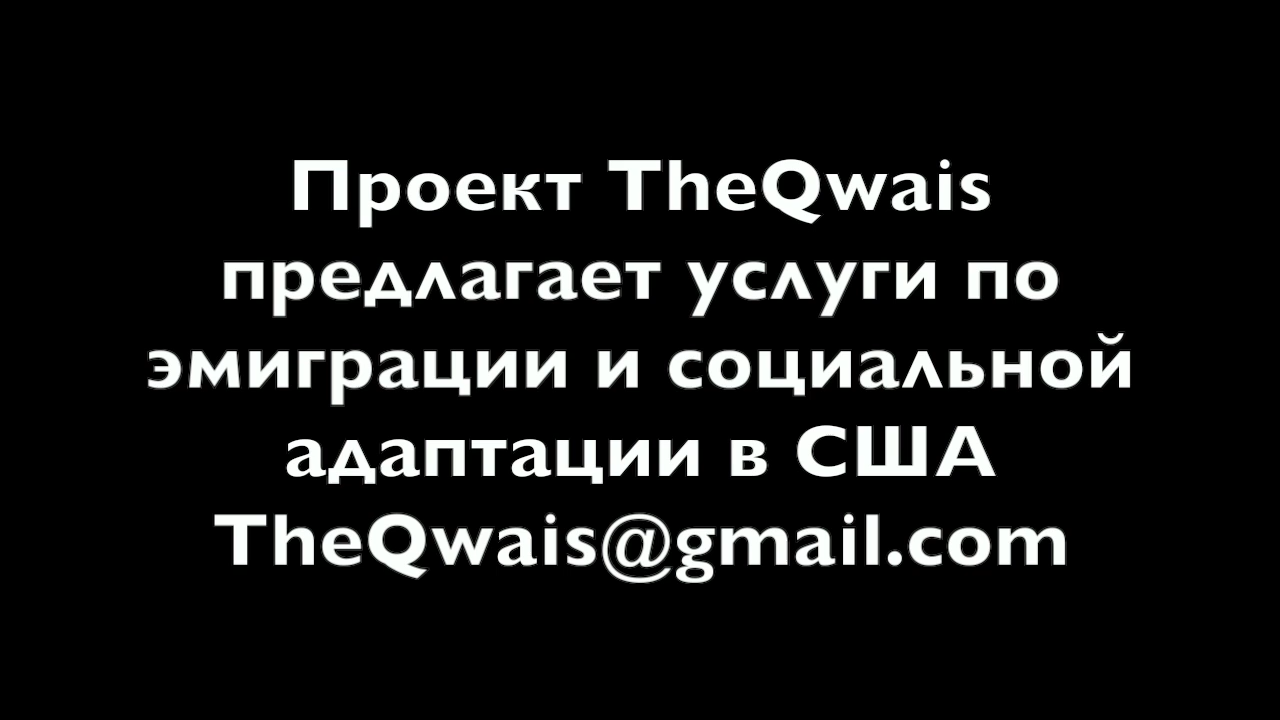 Проект TheQwais
предлагает услуги по
эмиграции и социальной
адаптации в США
TheQwais@gmail.com